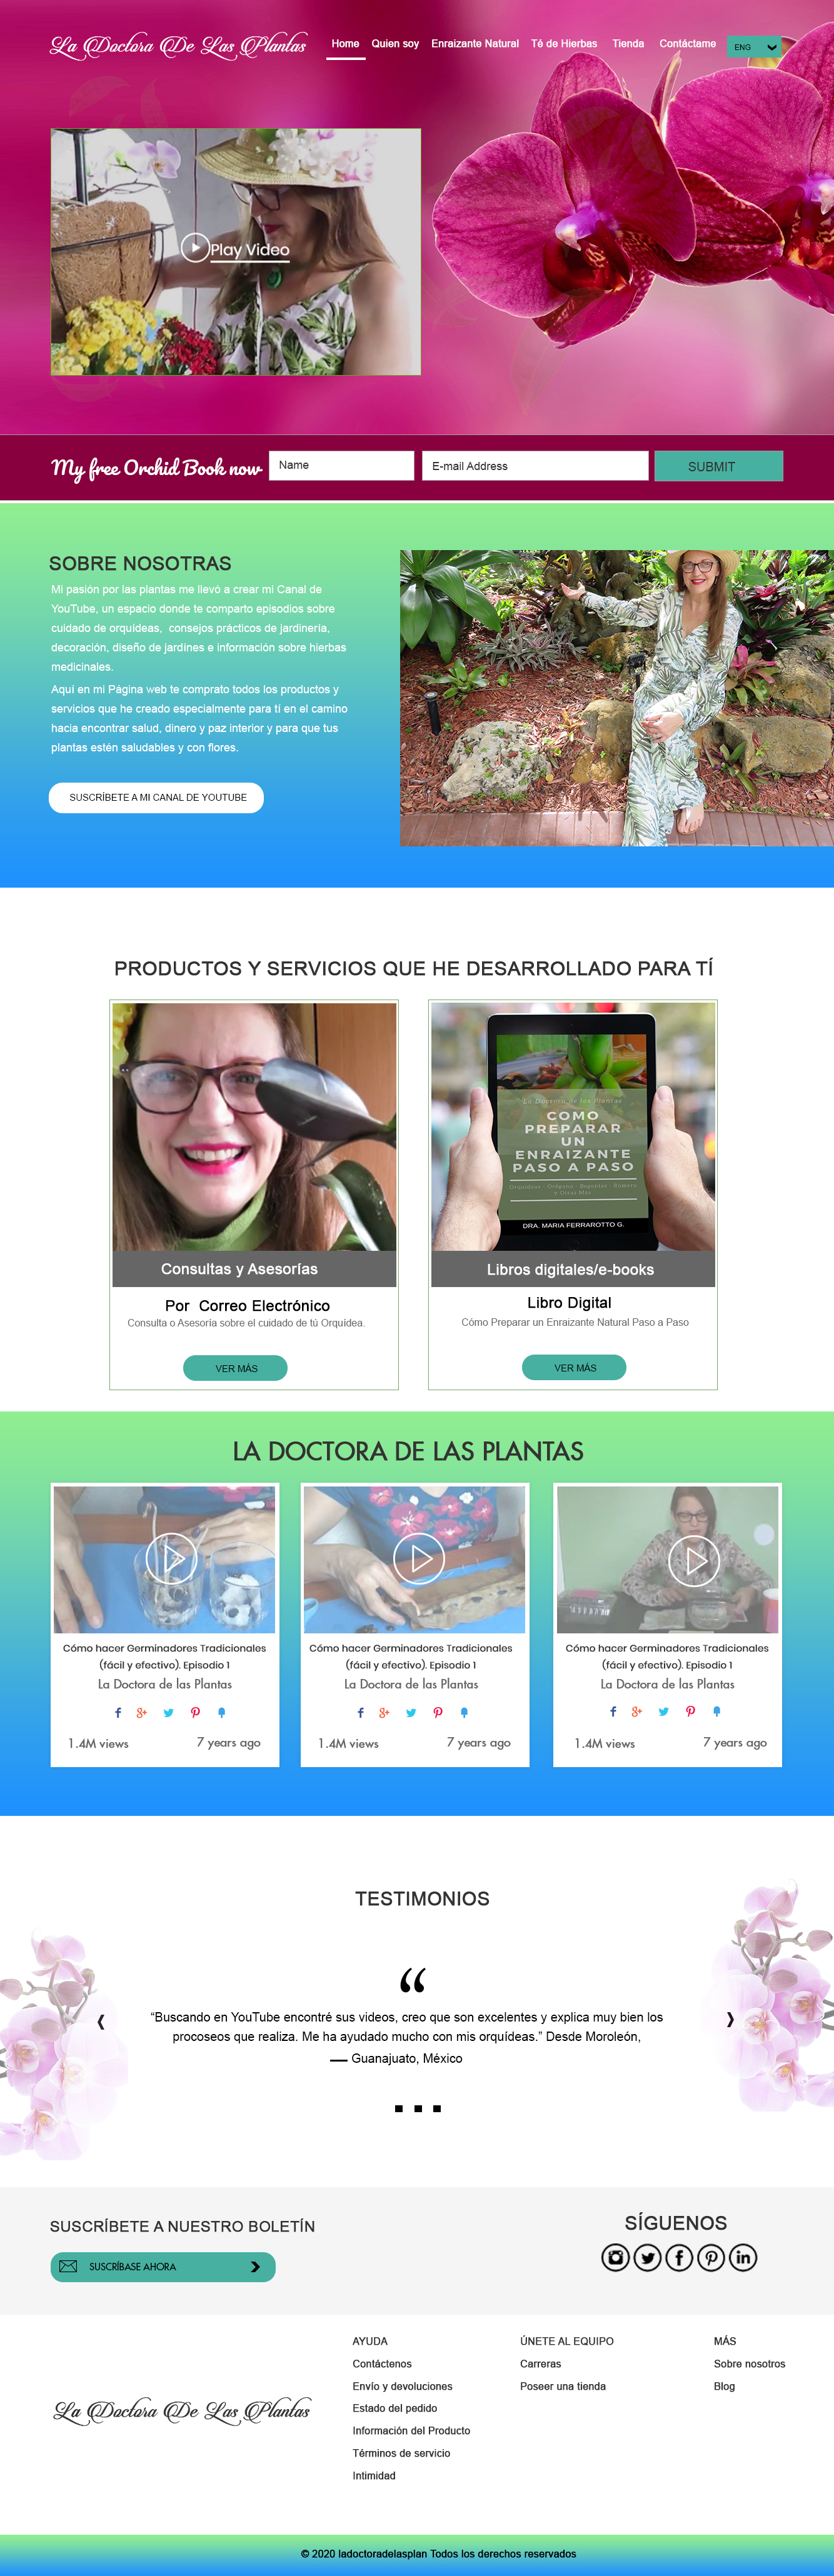 La Doctora De Las Plantas
Home Quien soy Enraizante Natural Té de Hierbas Tienda Contáctame ENG
Play Video
My free Orchid Book now Name E-mail Address SUBMIT
SOBRE NOSOTRAS
Mi pasión por las plantas me llevó a crear mi Canal de
YouTube, un espacio donde te comparto episodios sobre
cuidado de orquídeas, consejos prácticos de jardinería,
decoración, diseño de jardínes e información sobre hierbas
medicinales.
Aquí en mi Página web te comprato todos los productos y
servicios que he creado especialmente para tí en el camino
hacia encontrar salud, dinero y paz interior y para que tus
plantas estén saludables y con flores.
SUSCRÍBETE A MI CANAL DE YOUTUBE
PRODUCTOS Y SERVICIOS QUE HE DESARROLLADO PARA TÍ
Consultas y Asesorías
Por Correo Electrónico
Consulta o Asesoría sobre el cuidado de tú Orquídea.
VER MÁS
La Doctora de las Plantas
COMO
PREPARAR
UN
ENRAIZANTE
PASO A PASO
Orquídeas - Orégano - Begonias - Romero
y Otras Más
DRA. MARIA FERRAROTTO G.
Libros digitales/e-books
Libro Digital
Cómo Preparar un Enraizante Natural Paso a Paso
VER MÁS
LA DOCTORA DE LAS PLANTAS
Cómo hacer Germinadores Tradicionales
(fácil y efectivo). Episodio 1
La Doctora de las Plantas
1.4M views 7 years ago
Cómo hacer Germinadores Tradicionales
(fácil y efectivo). Episodio 1
La Doctora de las Plantas
1.4M views 7 years ago
Cómo hacer Germinadores Tradicionales
(fácil y efectivo). Episodio 1
La Doctora de las Plantas
1.4M views 7 years ago
TESTIMONIOS
“
“Buscando en YouTube encontré sus videos, creo que son excelentes y explica muy bien los
procoseos que realiza. Me ha ayudado mucho con mis orquídeas.” Desde Moroleón,
— Guanajuato, México
SUSCRÍBETE A NUESTRO BOLETÍN
SUSCRÍBASE AHORA
SÍGUENOS
La Doctora De Las Plantas
AYUDA
Contáctenos
Envío y devoluciones
Estado del pedido
Información del Producto
Términos de servicio
Intimidad
ÚNETE AL EQUIPO
Carreras
Poseer una tienda
MÁS
Sobre nosotros
Blog
© 2020 ladoctoradelasplan Todos los derechos reservados